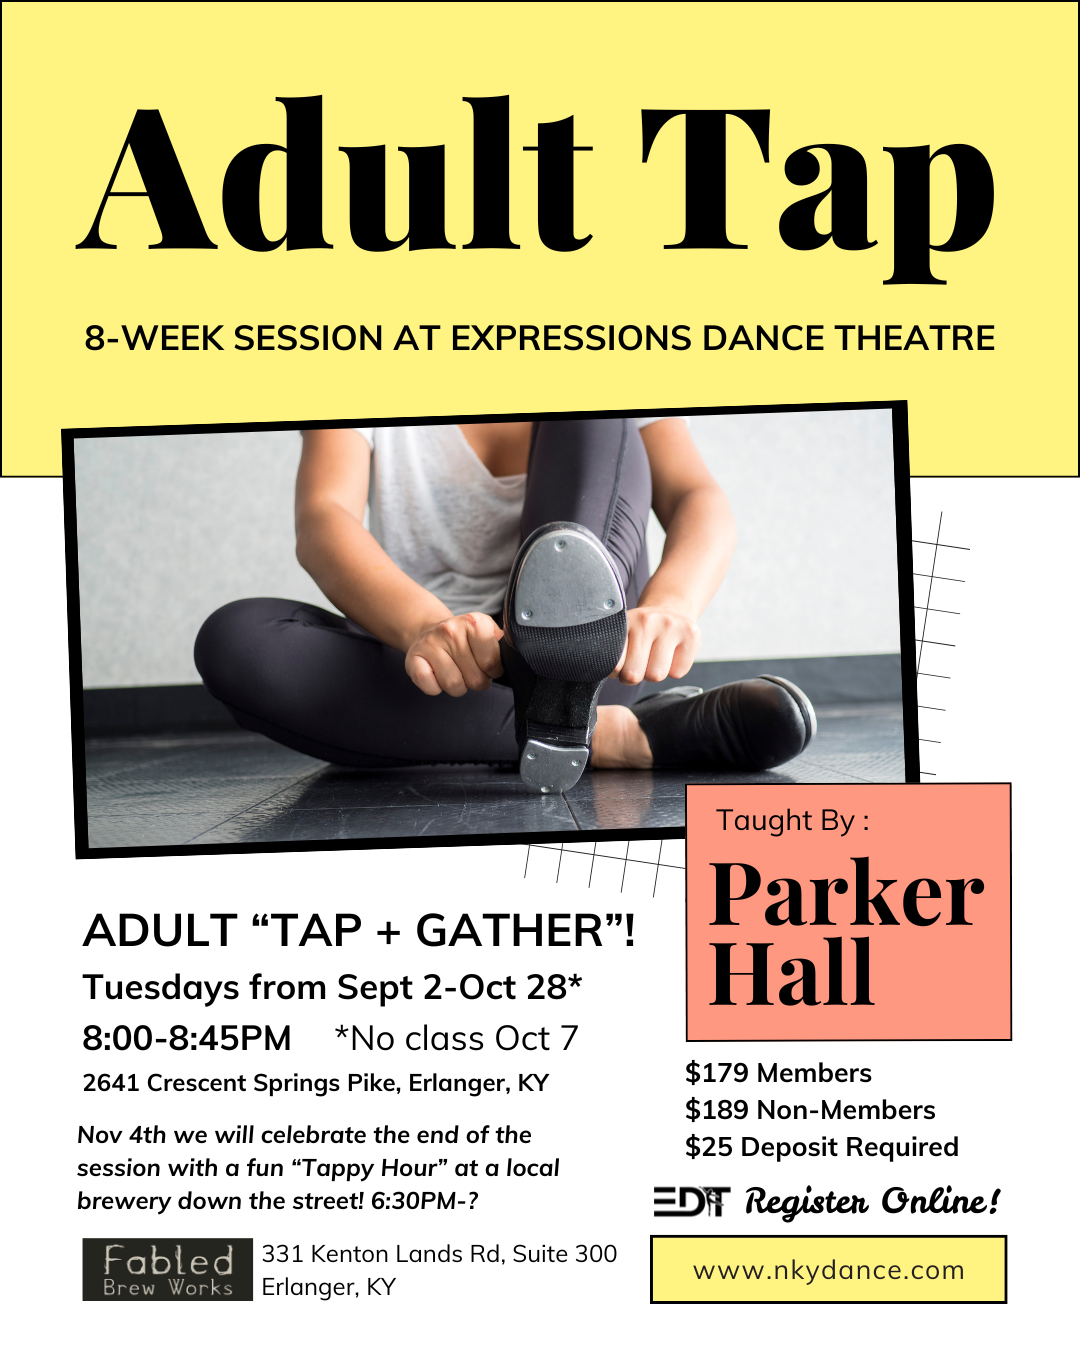 Adult Tap
8-WEEK SESSION AT EXPRESSIONS DANCE THEATRE
Taught By :
Parker
Hall
ADULT “TAP + GATHER”!
Tuesdays from Sept 2-Oct 28*
8:00-8:45PM *No class Oct 7
2641 Crescent Springs Pike, Erlanger, KY
Nov 4th we will celebrate the end of the
session with a fun “Tappy Hour” at a local
brewery down the street! 6:30PM-?
Fabled
Brew Works
331 Kenton Lands Rd, Suite 300
Erlanger, KY
$179 Members
$189 Non-Members
$25 Deposit Required
EDT Register Online!
www.nkydance.com